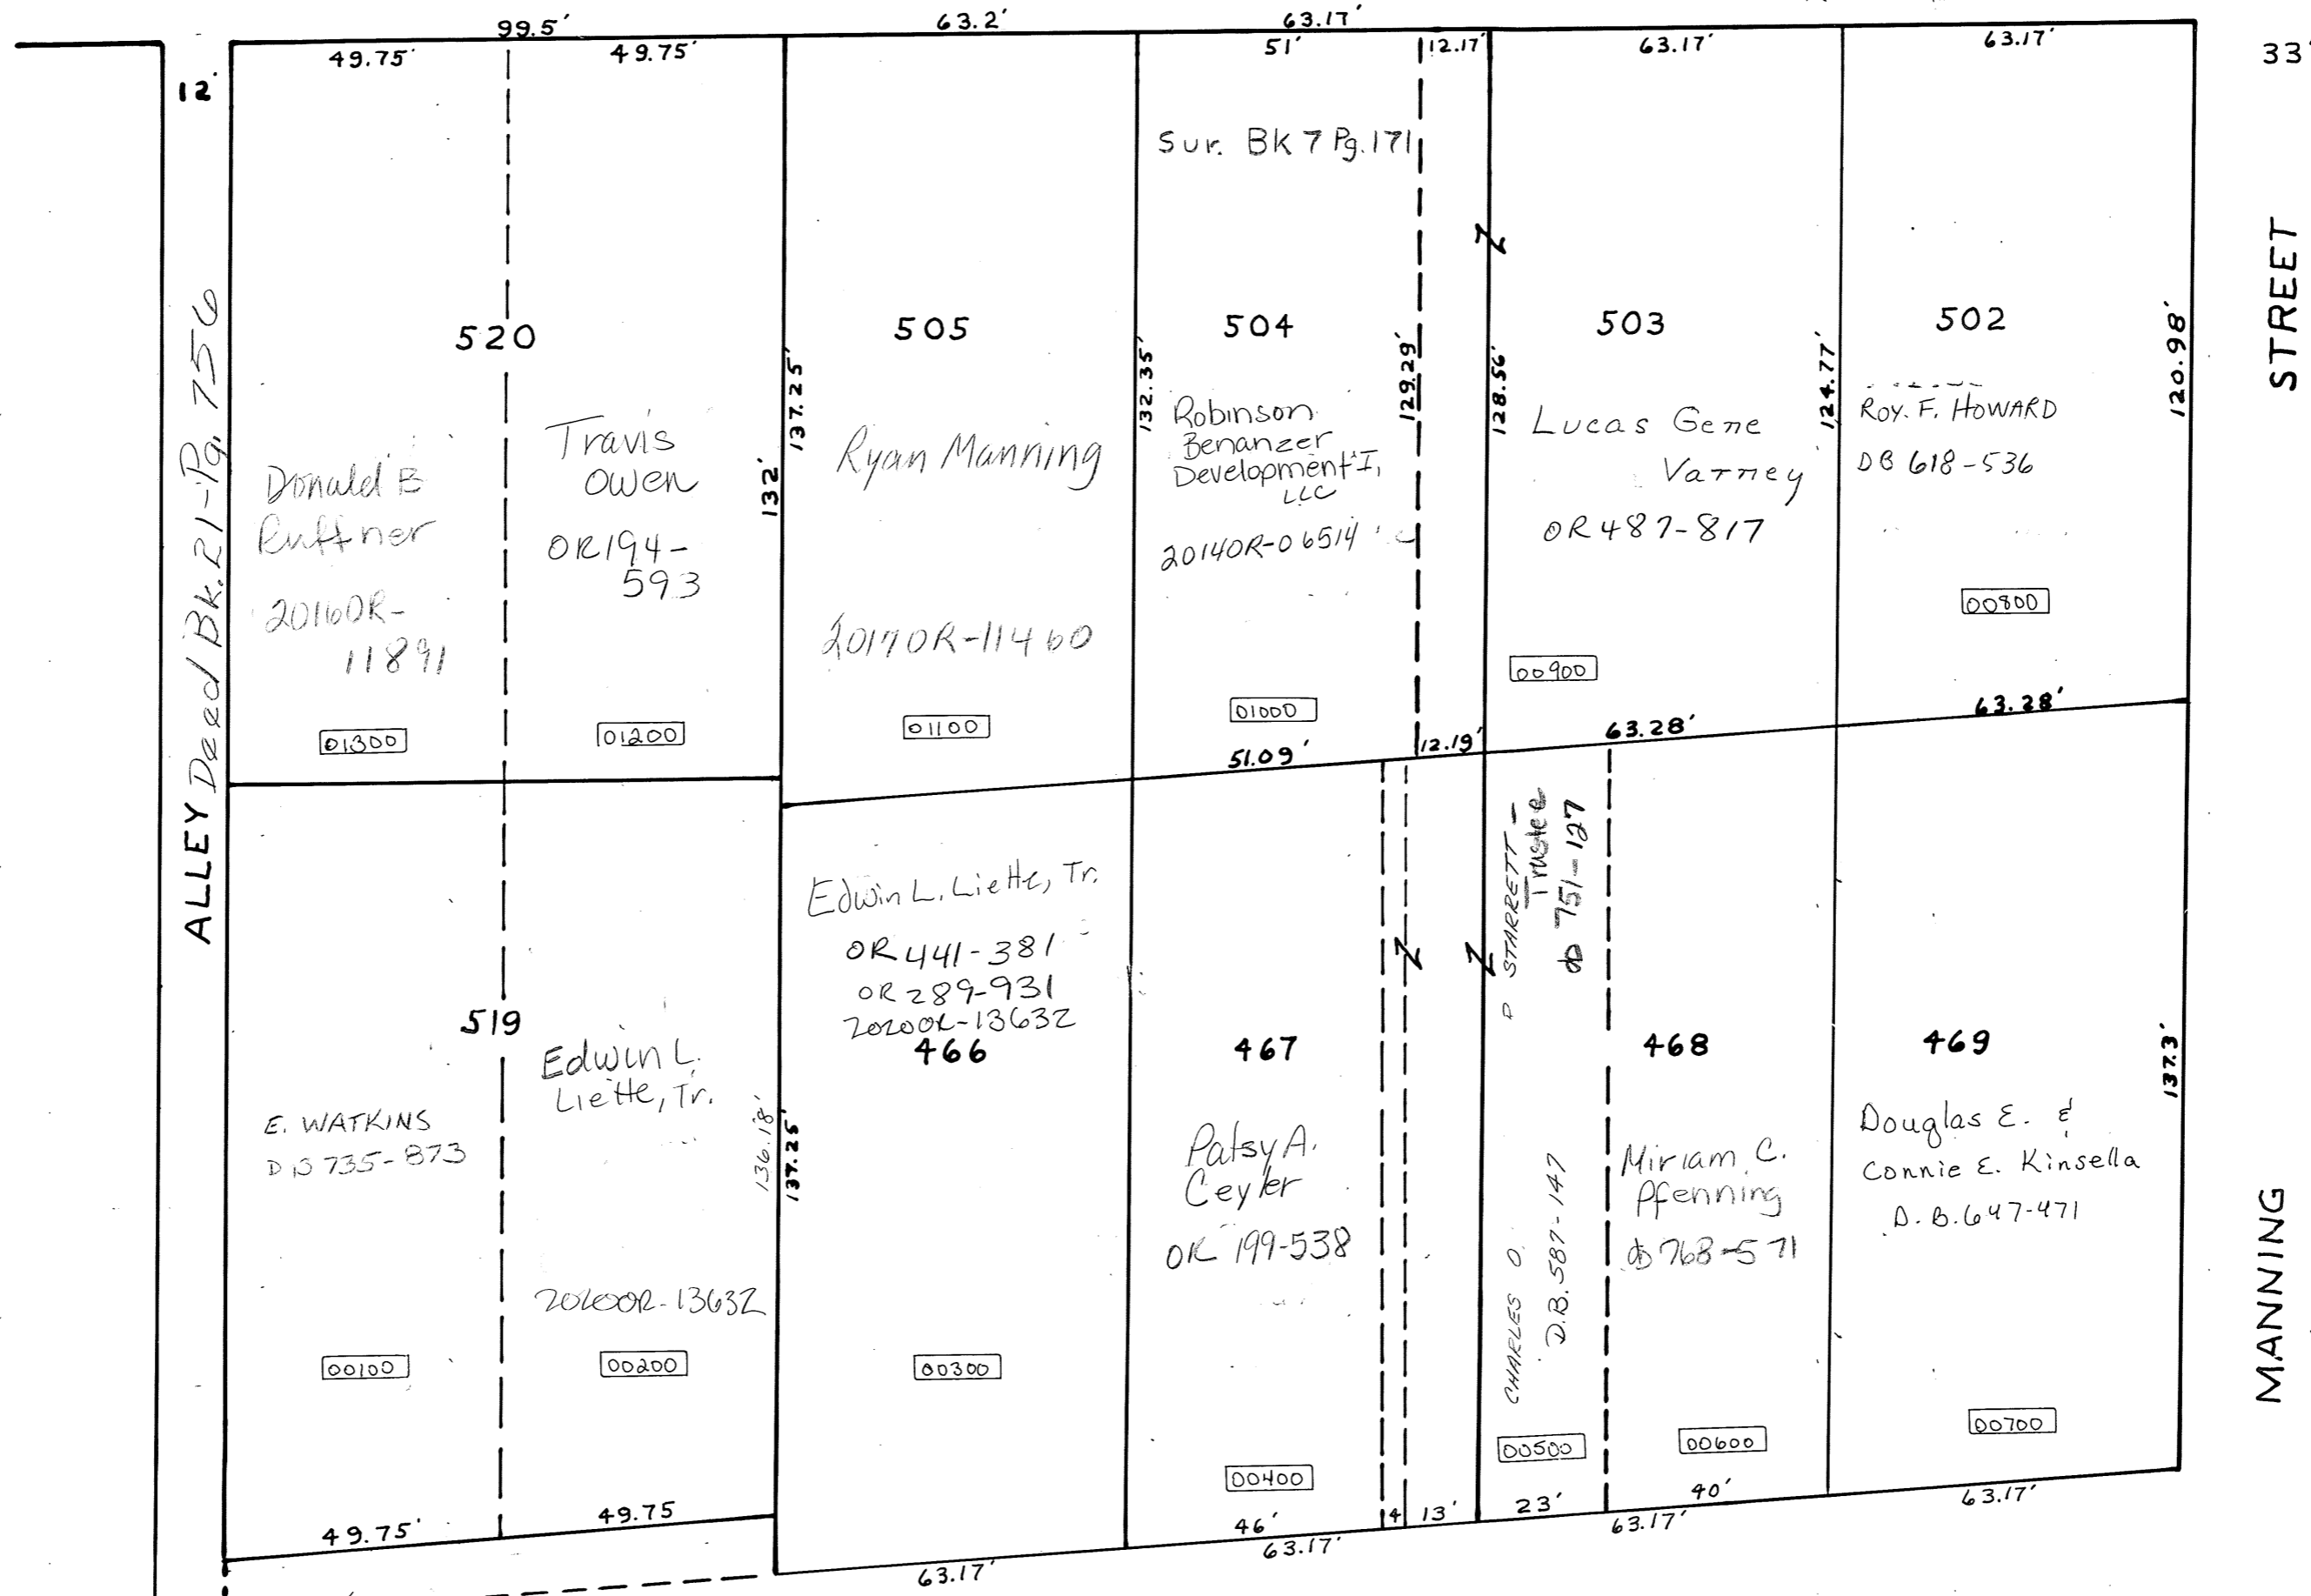 99.5'
63.2'
63.17'
49.75'
49.75'
51'
12.17'
63.17'
63.17'
33'
12'
Sur. BK 7 Pg. 171
STREET
520
505
504
503
502
137.25'
132.35'
129.29'
128.56'
124.77'
120.98'
132'
ALLEY Deed Bk. 21-Pg. 756
Donald B
Ruffner
20160R-
11891
01300
Travis
Owen
OR194-
593
01200
Ryan Manning
20170R-11460
01100
Robinson
Benanzer
Development I,
LLC
20140R-06514
01000
Lucas Gene
Varney
OR 487-817
00900
ROY. F. HOWARD
DB 618-536
00800
51.09'
12.19'
63.28'
63.28'
519
E. WATKINS
DB 735-873
00100
Edwin L.
Liette, Tr.
20200R-13632
00200
136.18'
137.25'
Edwin L. Liette, Tr.
OR 441-381
OR 289-931
20200R-13632
466
00300
467
Patsy A.
Ceyler
OR 199-538
00400
CHARLES O. P STARRETT -
Trustee
db 751-127
D.B. 587-147
00500
468
Miriam C.
Pfenning
db 768-571
00600
469
Douglas E. &
Connie E. Kinsella
D.B. 647-471
00700
137.3'
MANNING
49.75'
49.75
46'
4
13'
23'
40'
63.17'
63.17'
63.17'
63.17'